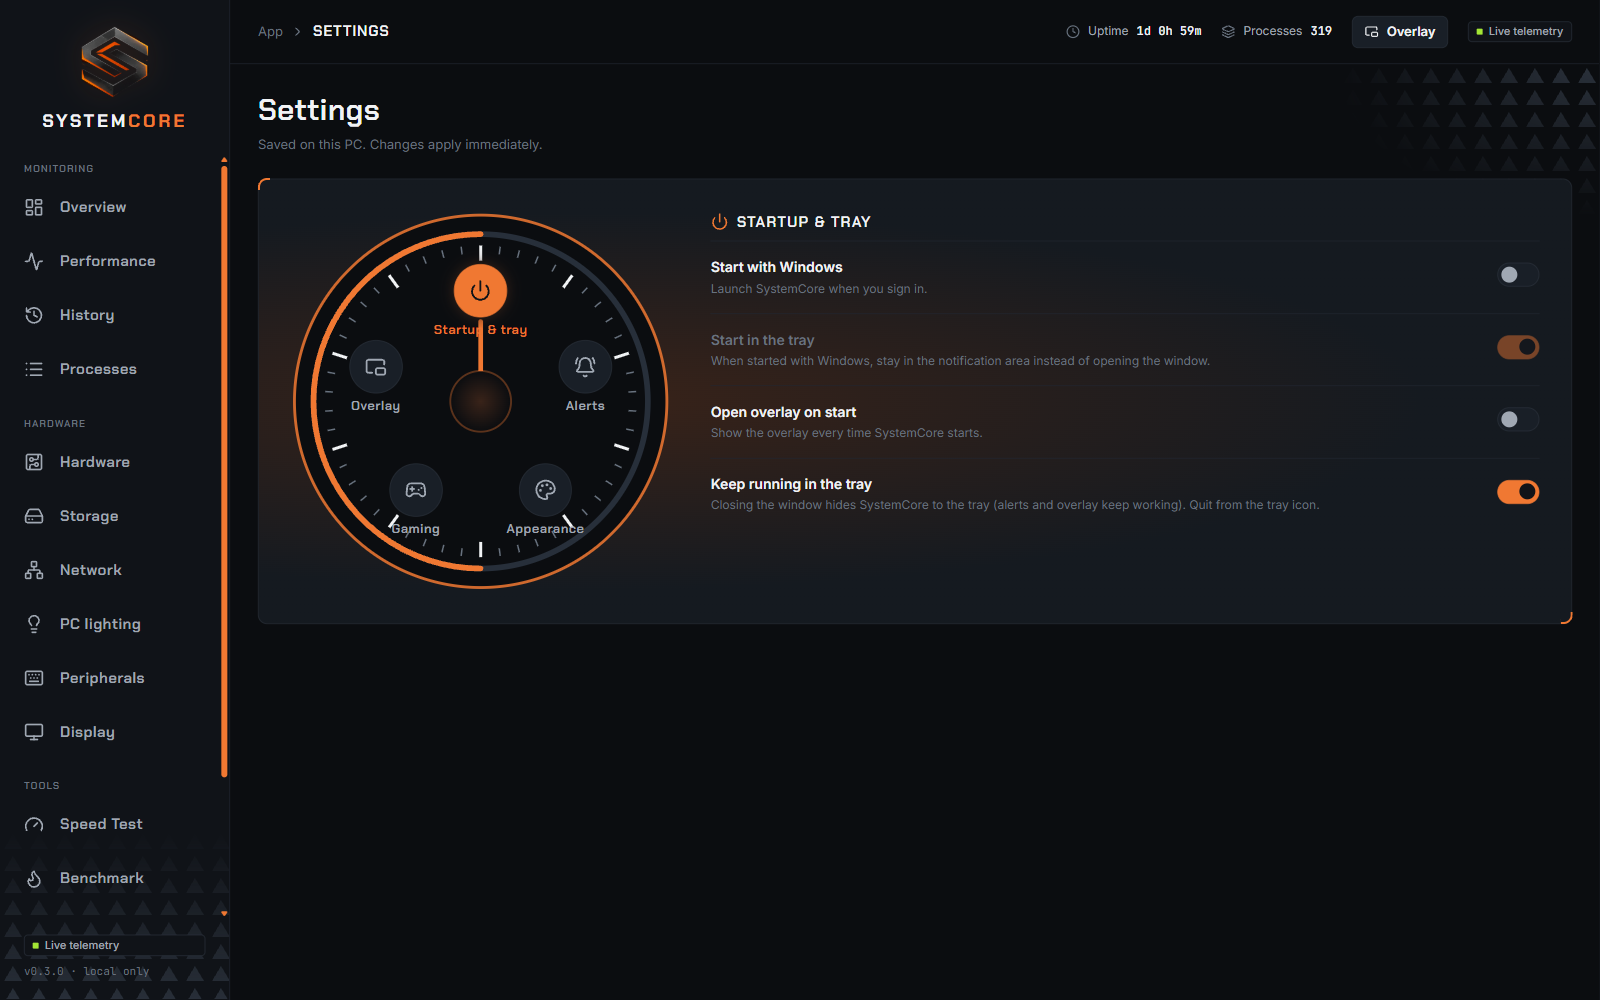 SYSTEMCORE
MONITORING
Overview
Performance
History
Processes
HARDWARE
Hardware
Storage
Network
PC lighting
Peripherals
Display
TOOLS
Speed Test
Benchmark
Live telemetry
v0.3.0 · local only
App > SETTINGS
Uptime 1d 0h 59m
Processes 319
Overlay
Live telemetry
Settings
Saved on this PC. Changes apply immediately.
Startup & tray
Overlay
Alerts
Gaming
Appearance
STARTUP & TRAY
Start with Windows
Launch SystemCore when you sign in.
Start in the tray
When started with Windows, stay in the notification area instead of opening the window.
Open overlay on start
Show the overlay every time SystemCore starts.
Keep running in the tray
Closing the window hides SystemCore to the tray (alerts and overlay keep working). Quit from the tray icon.